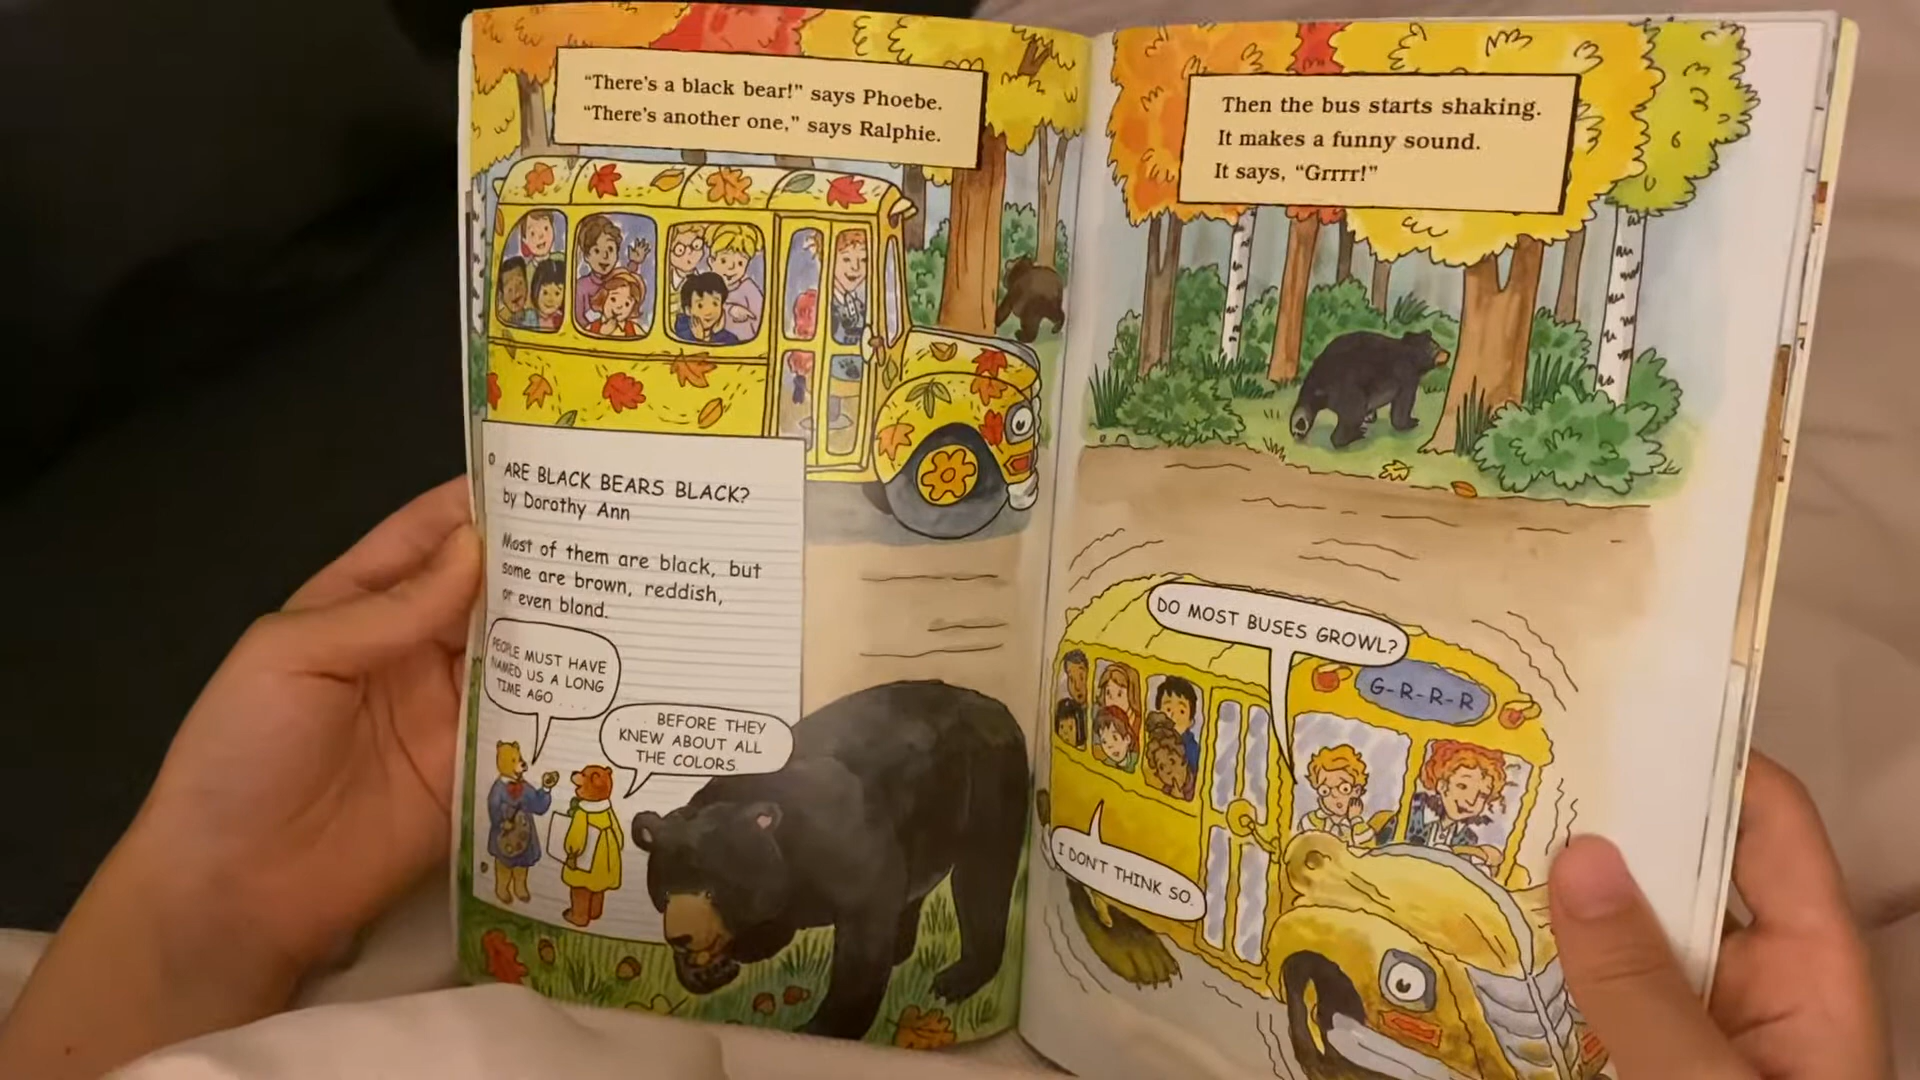 “There’s a black bear!” says Phoebe.
“There’s another one,” says Ralphie.
ARE BLACK BEARS BLACK?
by Dorothy Ann
Most of them are black, but
some are brown, reddish,
or even blond.
PEOPLE MUST HAVE
NAMED US A LONG
TIME AGO . . .
. . . BEFORE THEY
KNEW ABOUT ALL
THE COLORS.
Then the bus starts shaking.
It makes a funny sound.
It says, “Grrrr!”
DO MOST BUSES GROWL?
G-R-R-R
I DON'T THINK SO.